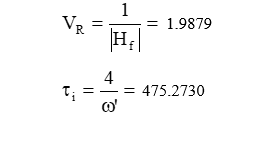 V_R = 1/|H_f| = 1.9879
τ_i = 4/ω' = 475.2730